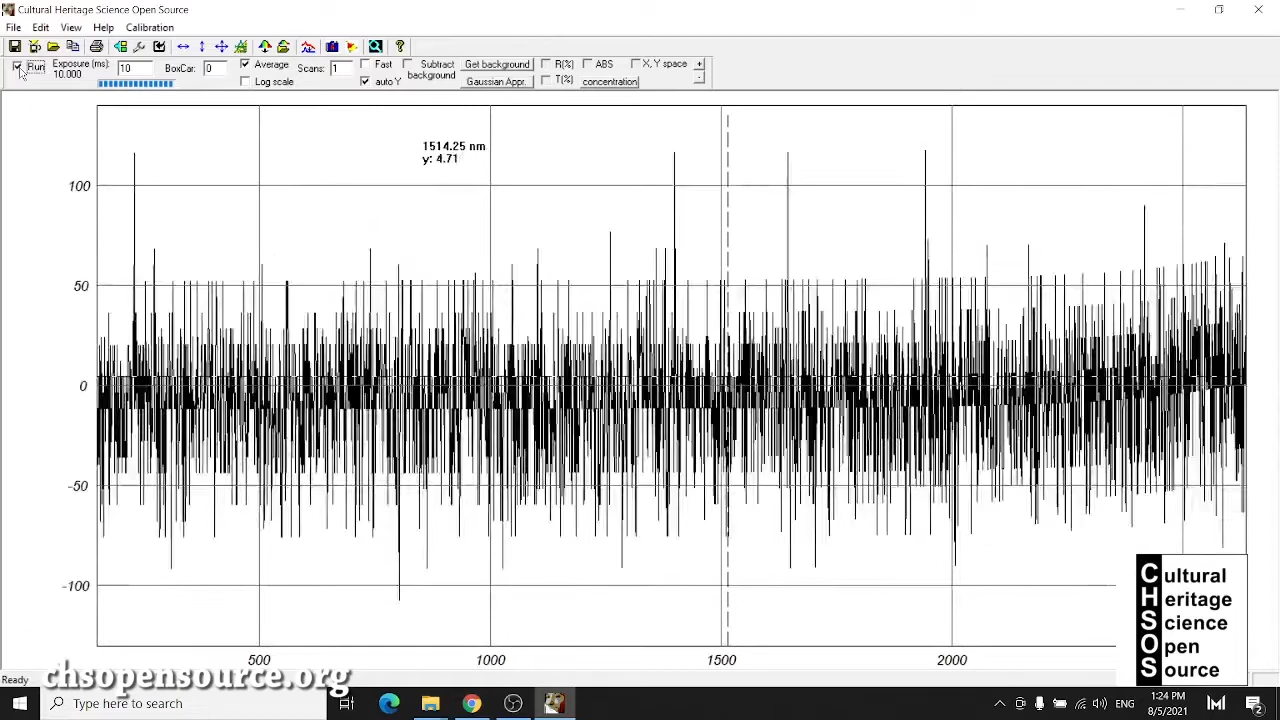 Cultural Heritage Science Open Source
File Edit View Help Calibration
Run Exposure (ms): 10 BoxCar: 0 Average Scans: 1 Fast Subtract background Get background R(%) ABS X, Y space +
10.000 Log scale auto Y Gaussian Appr. T(%) concentration -
1514.25 nm
y: 4.71
100
50
0
-50
-100
500 1000 1500 2000
Cultural
Heritage
Science
Open
Source
Ready
chsopensource.org
Type here to search
ENG
1:24 PM
8/5/2021
2